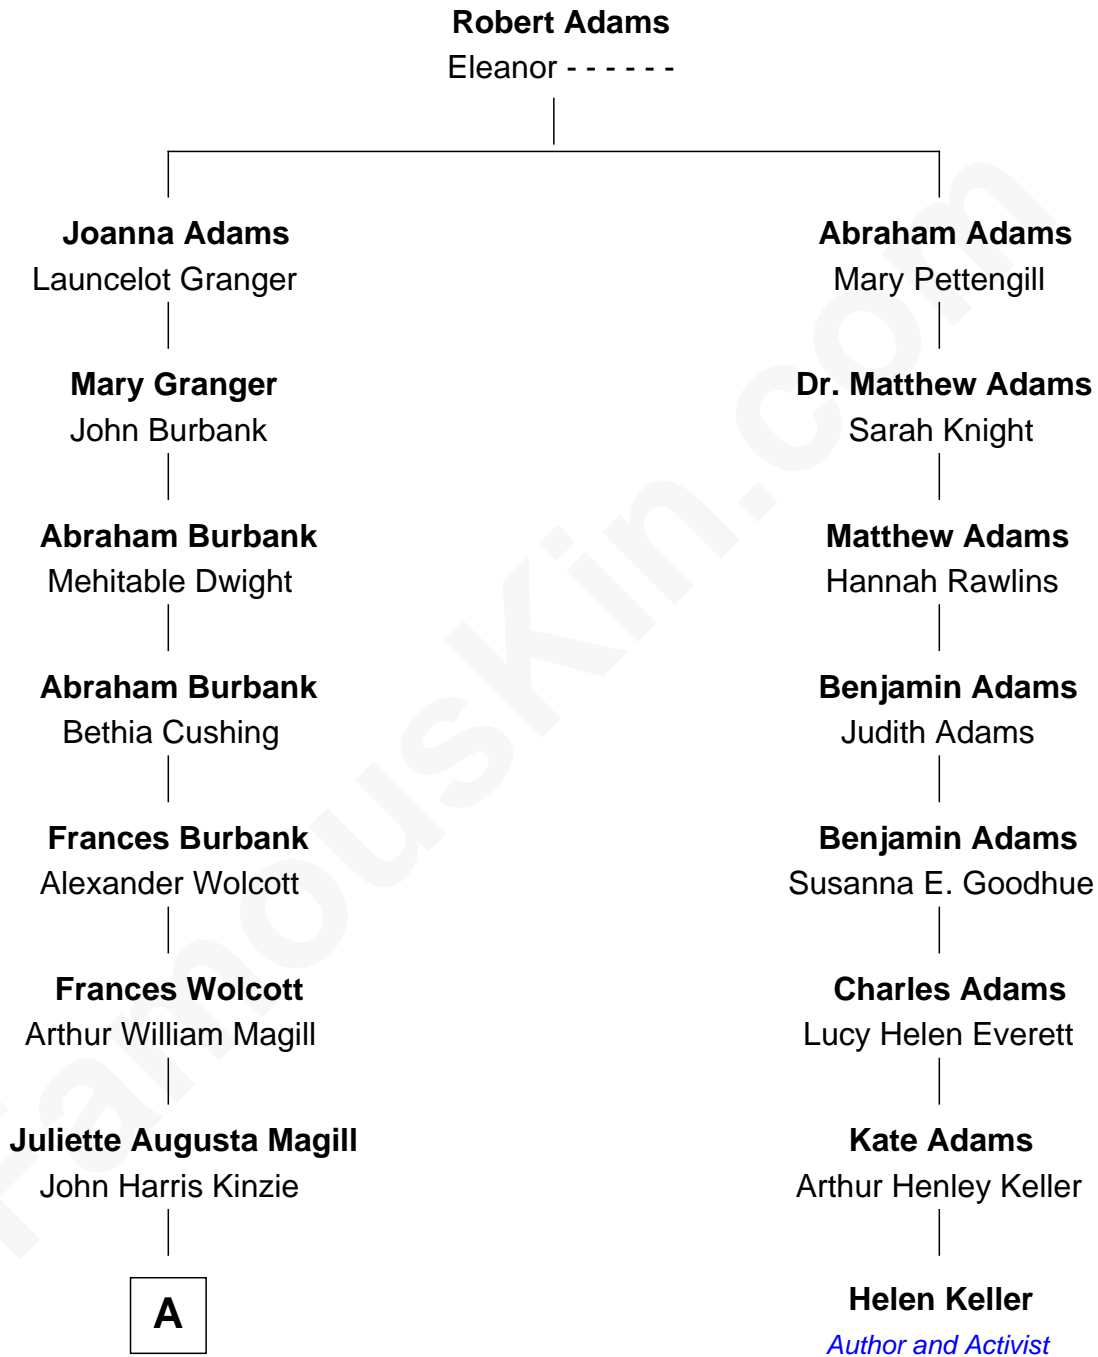 Robert Adams
Eleanor - - - - - -
Joanna Adams
Launcelot Granger
Abraham Adams
Mary Pettengill
Mary Granger
John Burbank
Dr. Matthew Adams
Sarah Knight
Abraham Burbank
Mehitable Dwight
Matthew Adams
Hannah Rawlins
Abraham Burbank
Bethia Cushing
Benjamin Adams
Judith Adams
Frances Burbank
Alexander Wolcott
Benjamin Adams
Susanna E. Goodhue
Frances Wolcott
Arthur William Magill
Charles Adams
Lucy Helen Everett
Juliette Augusta Magill
John Harris Kinzie
Kate Adams
Arthur Henley Keller
A
Helen Keller
Author and Activist
FamousKin.com